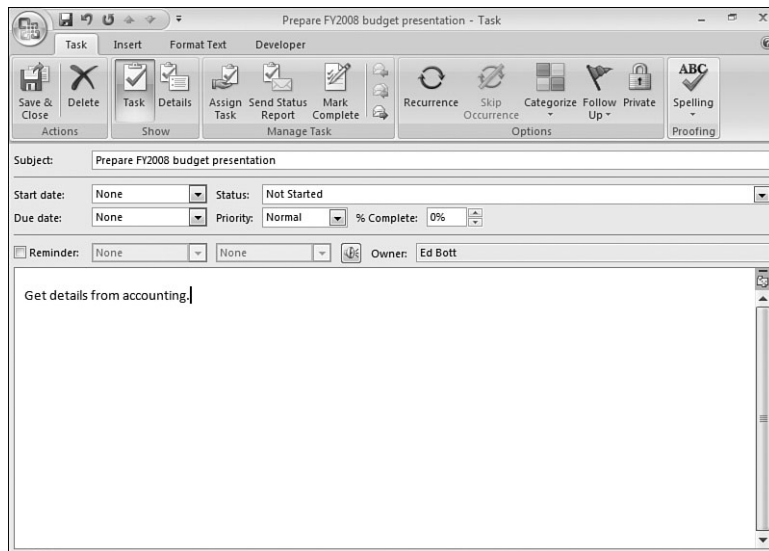 Prepare FY2008 budget presentation - Task
Task Insert Format Text Developer
Save & Close Delete Task Details Assign Task Send Status Report Mark Complete Recurrence Skip Occurrence Categorize Follow Up Private ABC Spelling
Actions Show Manage Task Options Proofing
Subject: Prepare FY2008 budget presentation
Start date: None Status: Not Started
Due date: None Priority: Normal % Complete: 0%
Reminder: None None Owner: Ed Bott
Get details from accounting.